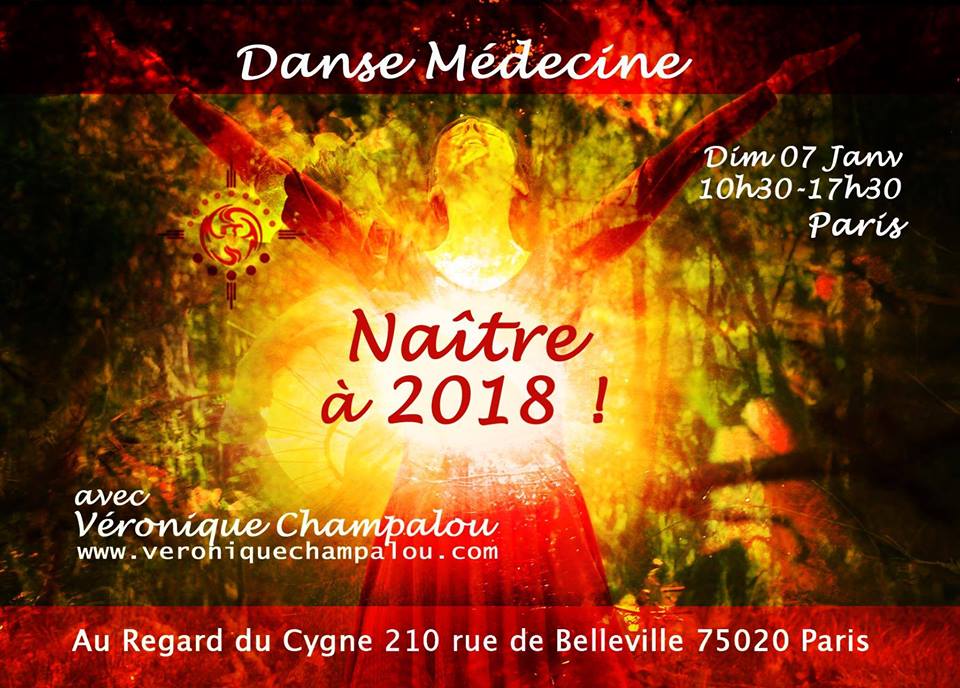 Danse Médecine
Dim 07 Janv
10h30-17h30
Paris
Naître
à 2018 !
avec
Véronique Champalou
www.veroniquechampalou.com
Au Regard du Cygne 210 rue de Belleville 75020 Paris